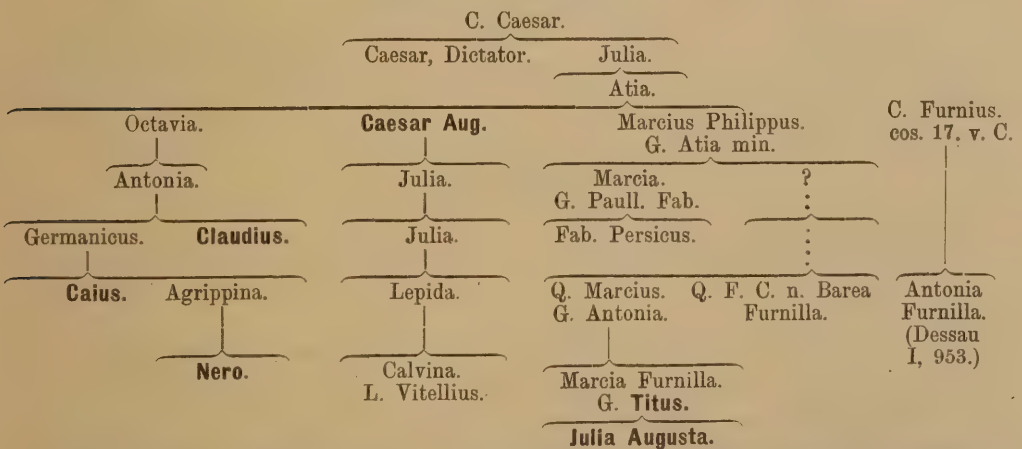 C. Caesar.
Caesar, Dictator. Julia.
Atia.
Octavia. Caesar Aug. Marcius Philippus.
G. Atia min.
C. Furnius.
cos. 17. v. C.
Antonia. Julia. Marcia. ?
G. Paull. Fab.
Germanicus. Claudius. Julia. Fab. Persicus.
Caius. Agrippina. Lepida. Q. Marcius. Q. F. C. n. Barea
G. Antonia. Furnilla.
Antonia
Furnilla.
(Dessau
I, 953.)
Nero. Calvina. Marcia Furnilla.
L. Vitellius. G. Titus.
Julia Augusta.